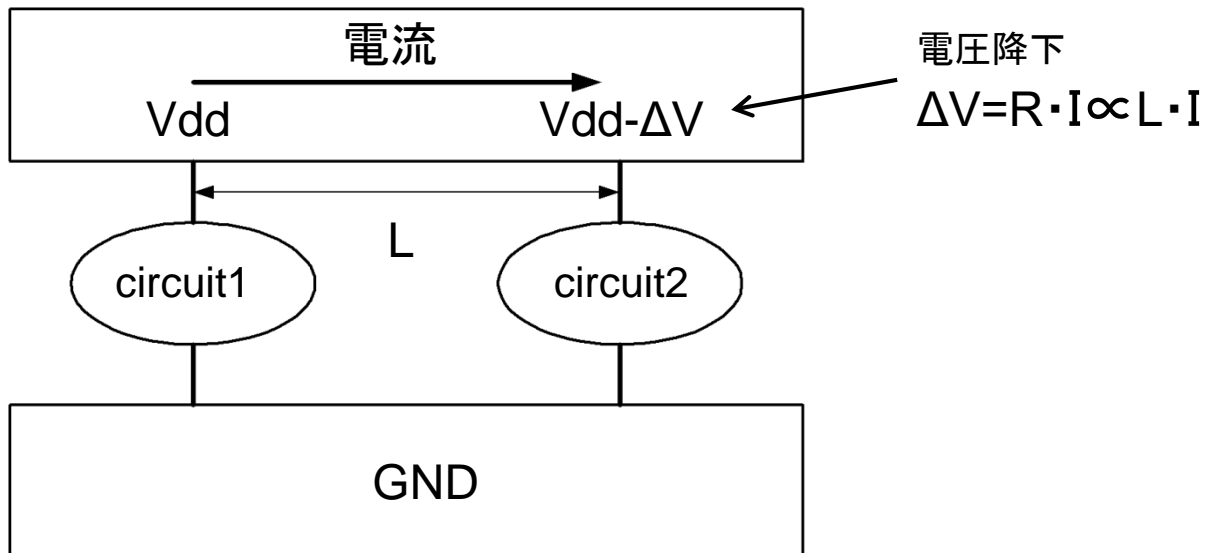 電流
電圧降下
Vdd
Vdd-ΔV
ΔV=R･I∝L･I
L
circuit1
circuit2
GND